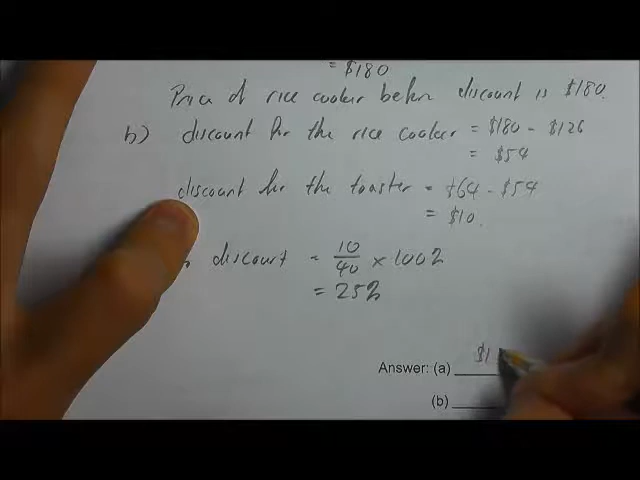 = $180
Price of rice cooker before discount is $180.
b) discount for the rice cooker = $180 - $126
= $54
discount for the toaster = $64 - $54
= $10.
discount = 10/40 × 100%
= 25%
Answer: (a) $1
(b)